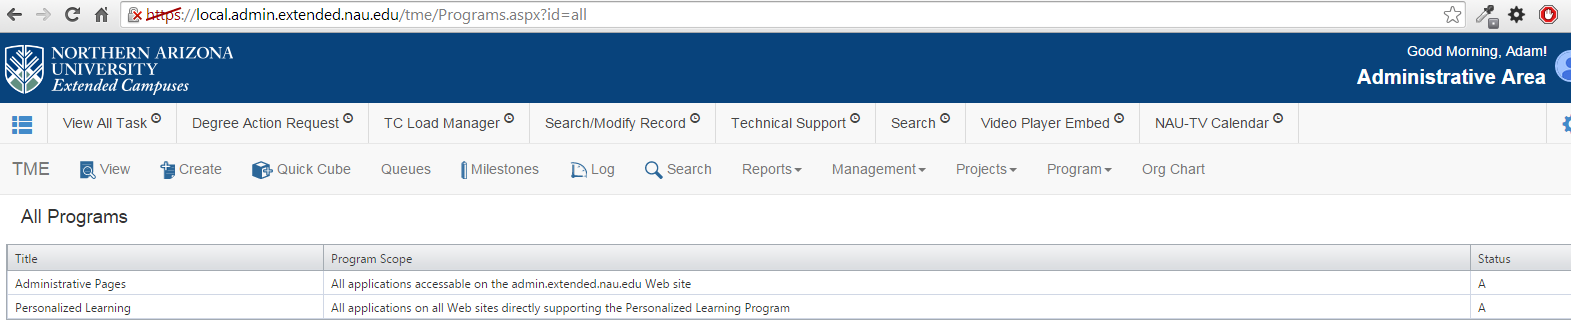 https://local.admin.extended.nau.edu/tme/Programs.aspx?id=all
NORTHERN ARIZONA
UNIVERSITY
Extended Campuses
Good Morning, Adam!
Administrative Area
View All Task Degree Action Request TC Load Manager Search/Modify Record Technical Support Search Video Player Embed NAU-TV Calendar
TME View Create Quick Cube Queues Milestones Log Search Reports Management Projects Program Org Chart
All Programs
Title Program Scope Status
Administrative Pages All applications accessable on the admin.extended.nau.edu Web site A
Personalized Learning All applications on all Web sites directly supporting the Personalized Learning Program A